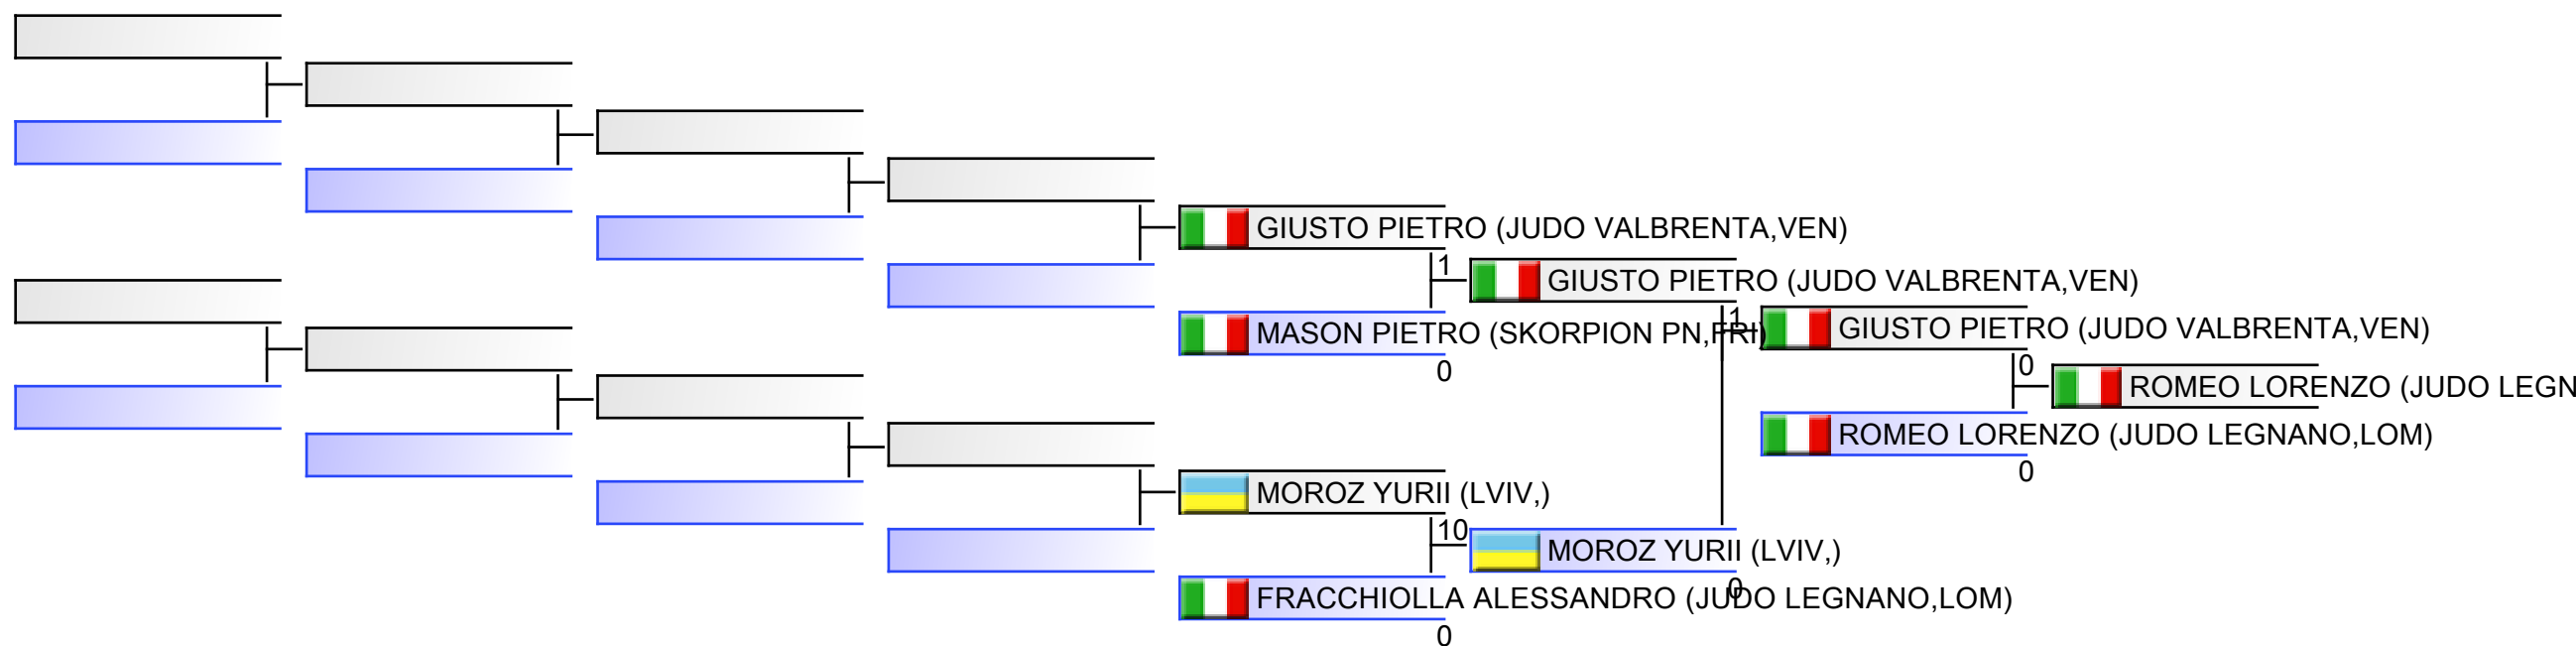 GIUSTO PIETRO (JUDO VALBRENTA,VEN)
1
GIUSTO PIETRO (JUDO VALBRENTA,VEN)
MASON PIETRO (SKORPION PN,FRI)
0
1
GIUSTO PIETRO (JUDO VALBRENTA,VEN)
0
ROMEO LORENZO (JUDO LEGN
ROMEO LORENZO (JUDO LEGNANO,LOM)
0
MOROZ YURII (LVIV,)
10
MOROZ YURII (LVIV,)
0
FRACCHIOLLA ALESSANDRO (JUDO LEGNANO,LOM)
0